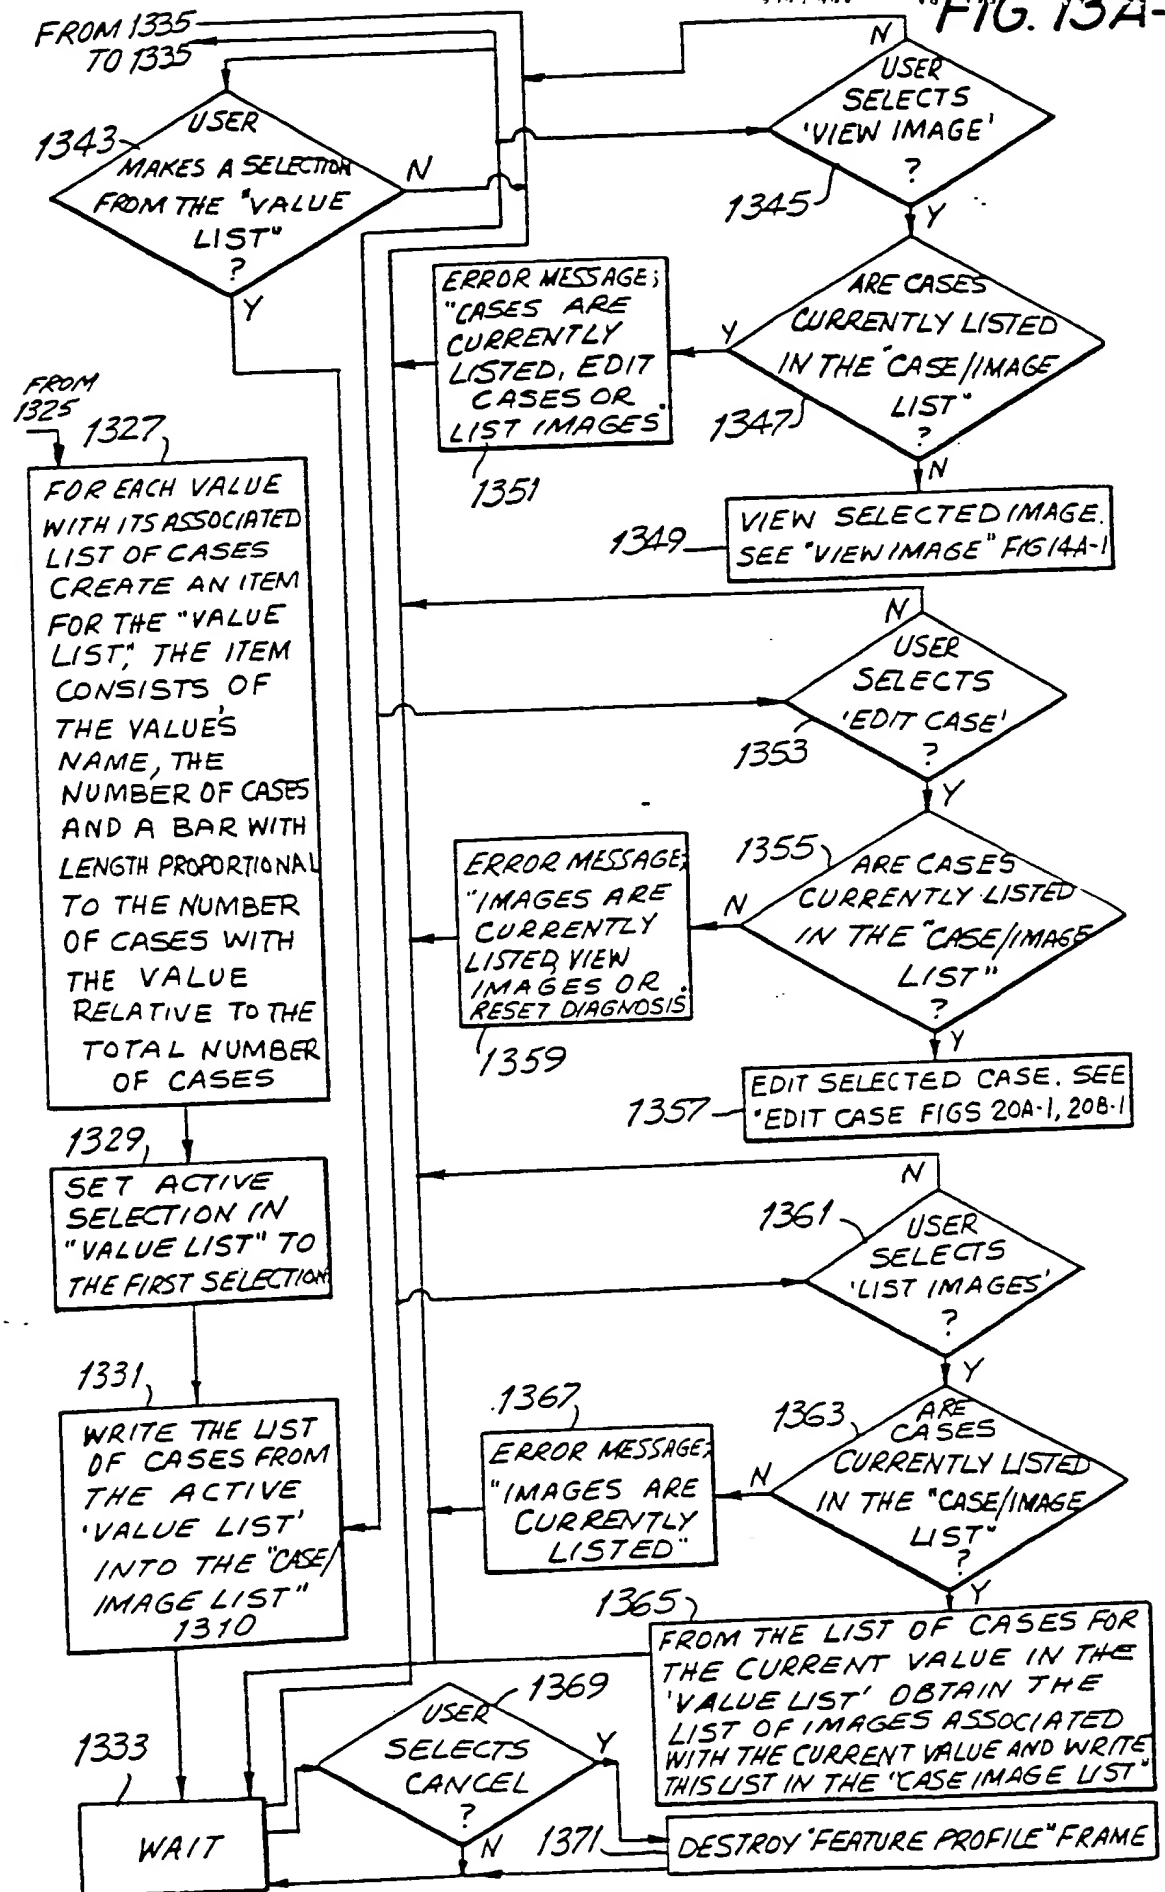 FIG. 13A-
FROM 1335
TO 1335
N
USER
SELECTS
'VIEW IMAGE'
?
1345
Y
1343
USER
MAKES A SELECTION
FROM THE "VALUE
LIST"
?
N
Y
ERROR MESSAGE;
"CASES ARE
CURRENTLY
LISTED, EDIT
CASES OR
LIST IMAGES".
1351
Y
ARE CASES
CURRENTLY LISTED
IN THE "CASE/IMAGE
LIST"
?
1347
N
1349
VIEW SELECTED IMAGE.
SEE "VIEW IMAGE" FIG 14A-1
FROM
1325
1327
FOR EACH VALUE
WITH ITS ASSOCIATED
LIST OF CASES
CREATE AN ITEM
FOR THE "VALUE
LIST", THE ITEM
CONSISTS OF
THE VALUE'S
NAME, THE
NUMBER OF CASES
AND A BAR WITH
LENGTH PROPORTIONAL
TO THE NUMBER
OF CASES WITH
THE VALUE
RELATIVE TO THE
TOTAL NUMBER
OF CASES
N
USER
SELECTS
'EDIT CASE'
?
1353
Y
1355
ARE CASES
CURRENTLY LISTED
IN THE "CASE/IMAGE
LIST"
?
N
Y
ERROR MESSAGE;
"IMAGES ARE
CURRENTLY
LISTED, VIEW
IMAGES OR
RESET DIAGNOSIS".
1359
1357
EDIT SELECTED CASE. SEE
"EDIT CASE FIGS 20A-1, 20B-1
1329
SET ACTIVE
SELECTION IN
"VALUE LIST" TO
THE FIRST SELECTION
N
1361
USER
SELECTS
'LIST IMAGES'
?
Y
1331
WRITE THE LIST
OF CASES FROM
THE ACTIVE
'VALUE LIST'
INTO THE "CASE/
IMAGE LIST"
1310
1367
ERROR MESSAGE;
"IMAGES ARE
CURRENTLY
LISTED"
N
1363
ARE
CASES
CURRENTLY LISTED
IN THE "CASE/IMAGE
LIST"
?
Y
1365
FROM THE LIST OF CASES FOR
THE CURRENT VALUE IN THE
'VALUE LIST' OBTAIN THE
LIST OF IMAGES ASSOCIATED
WITH THE CURRENT VALUE AND WRITE
THIS LIST IN THE "CASE IMAGE LIST"
1333
WAIT
1369
USER
SELECTS
CANCEL
?
Y
N
1371
DESTROY "FEATURE PROFILE" FRAME